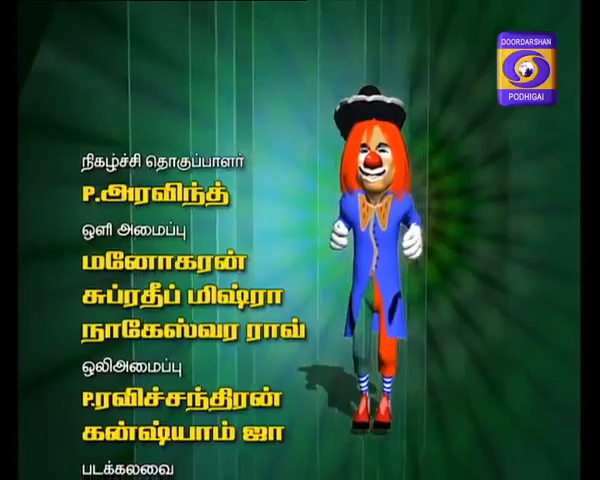 DOORDARSHAN
PODHIGAI
நிகழ்ச்சி தொகுப்பாளர்
P.அரவிந்த்
ஒளி அமைப்பு
மனோகரன்
சுப்ரதீப் மிஷ்ரா
நாகேஸ்வர ராவ்
ஒலிஅமைப்பு
P.ரவிச்சந்திரன்
கன்ஷ்யாம் ஜா
படக்கலவை